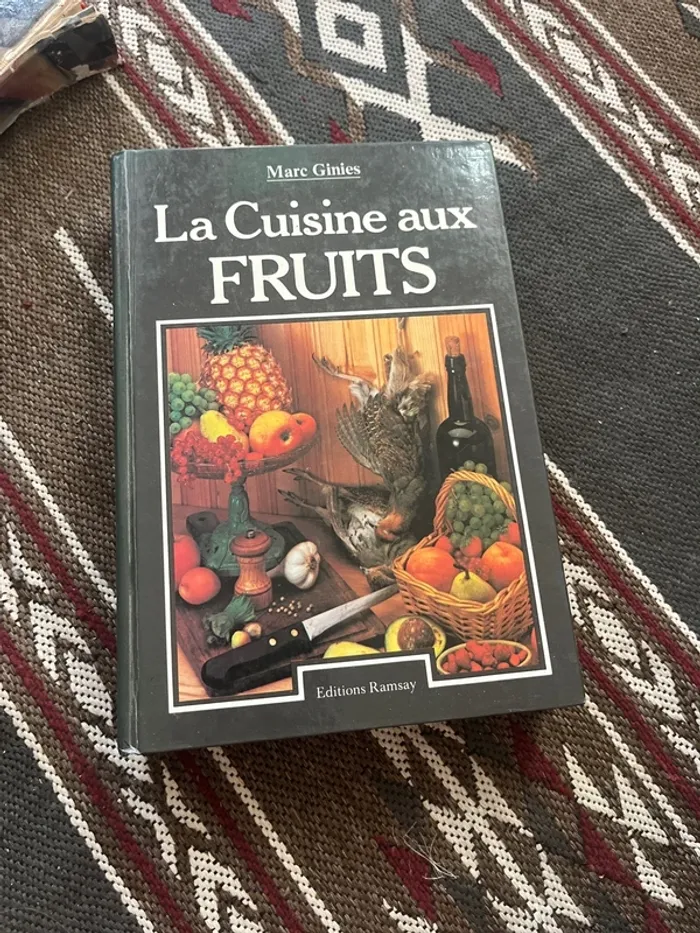 Marc Ginies
La Cuisine aux
FRUITS
Editions Ramsay